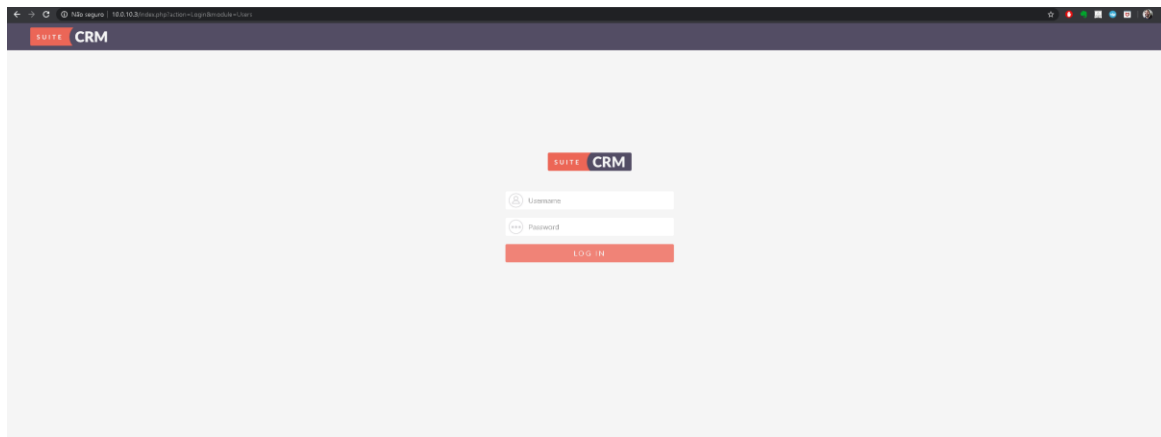 Não seguro | 10.0.10.3/index.php?action=Login&module=Users
SUITE CRM
SUITE CRM
Username
Password
LOG IN